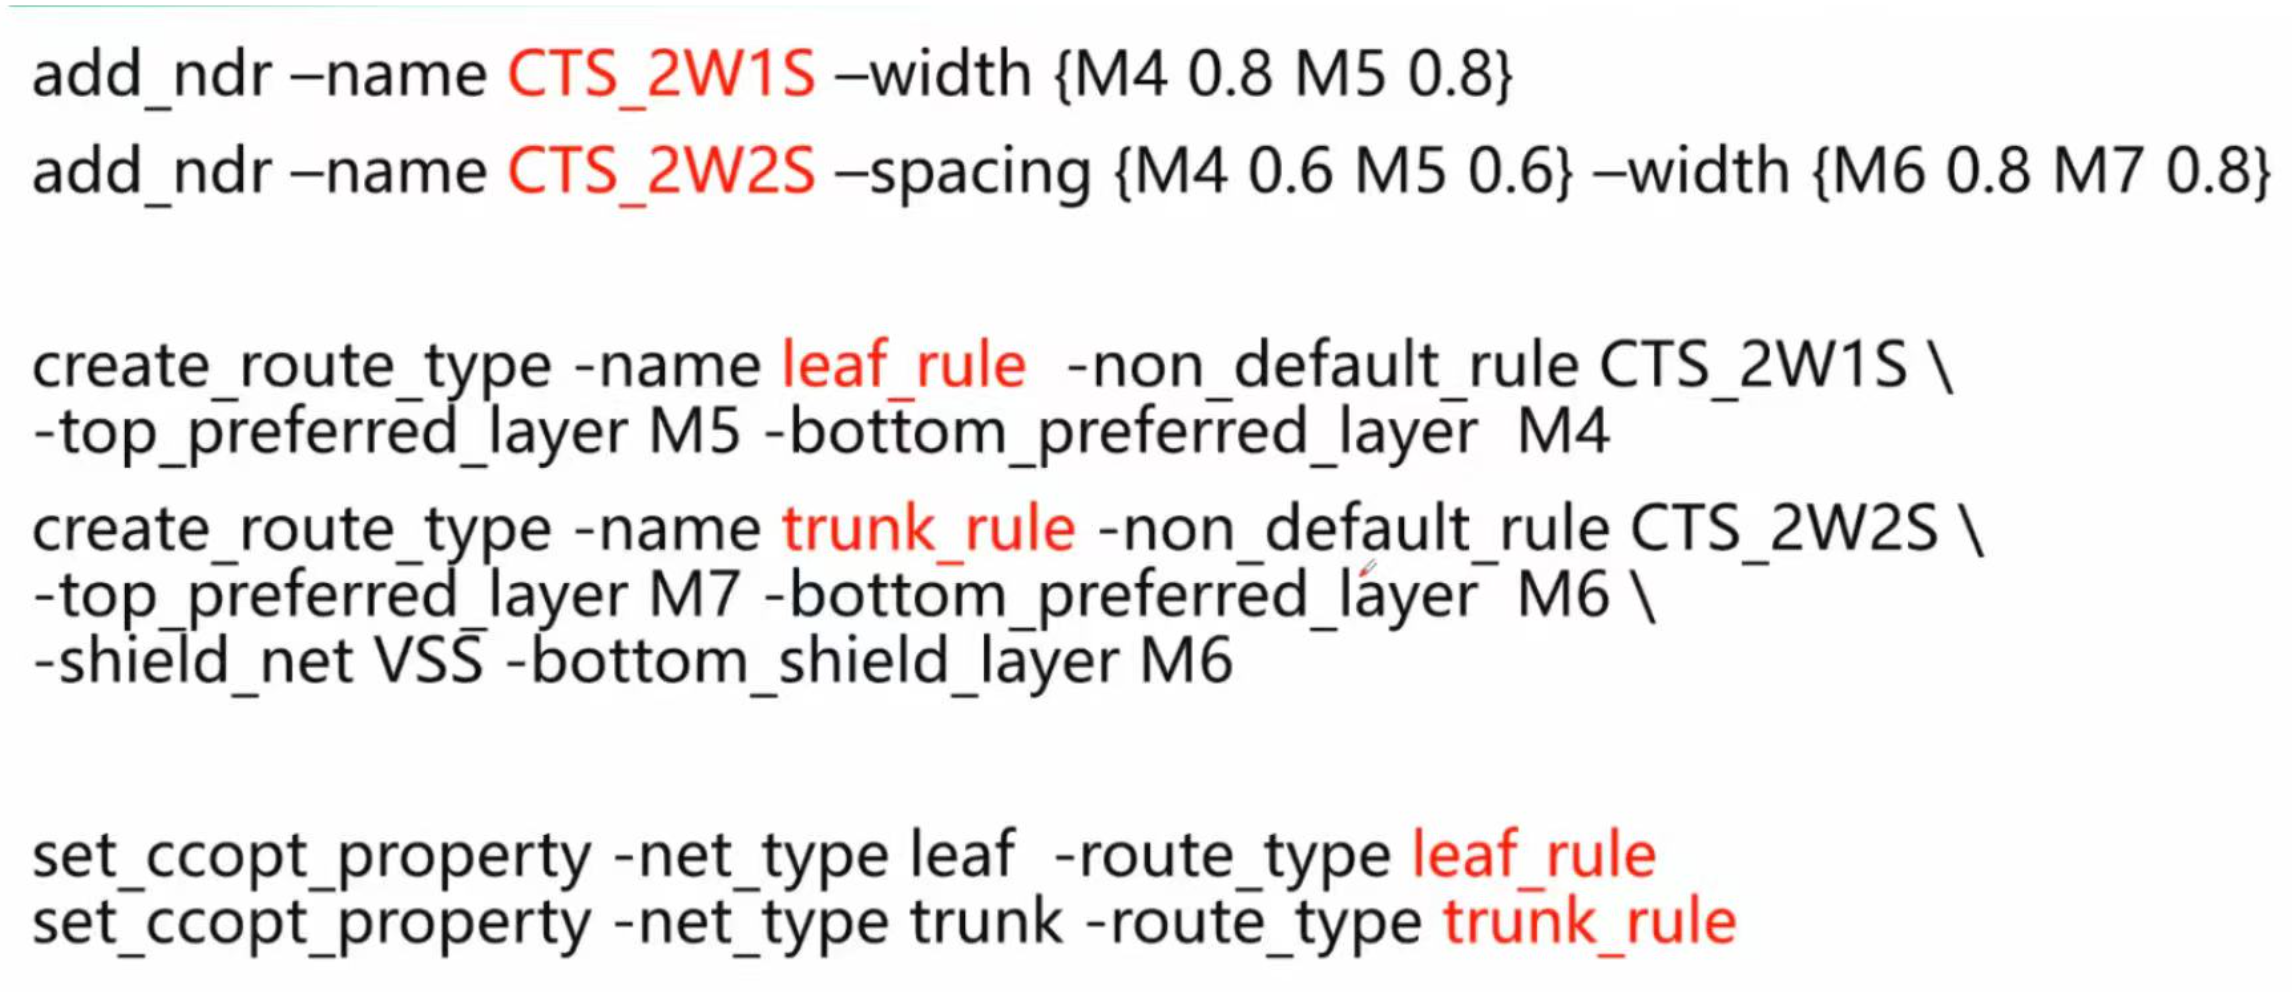 add_ndr –name CTS_2W1S –width {M4 0.8 M5 0.8}
add_ndr –name CTS_2W2S –spacing {M4 0.6 M5 0.6} –width {M6 0.8 M7 0.8}
create_route_type -name leaf_rule -non_default_rule CTS_2W1S \
-top_preferred_layer M5 -bottom_preferred_layer M4
create_route_type -name trunk_rule -non_default_rule CTS_2W2S \
-top_preferred_layer M7 -bottom_preferred_layer M6 \
-shield_net VSS -bottom_shield_layer M6
set_ccopt_property -net_type leaf -route_type leaf_rule
set_ccopt_property -net_type trunk -route_type trunk_rule